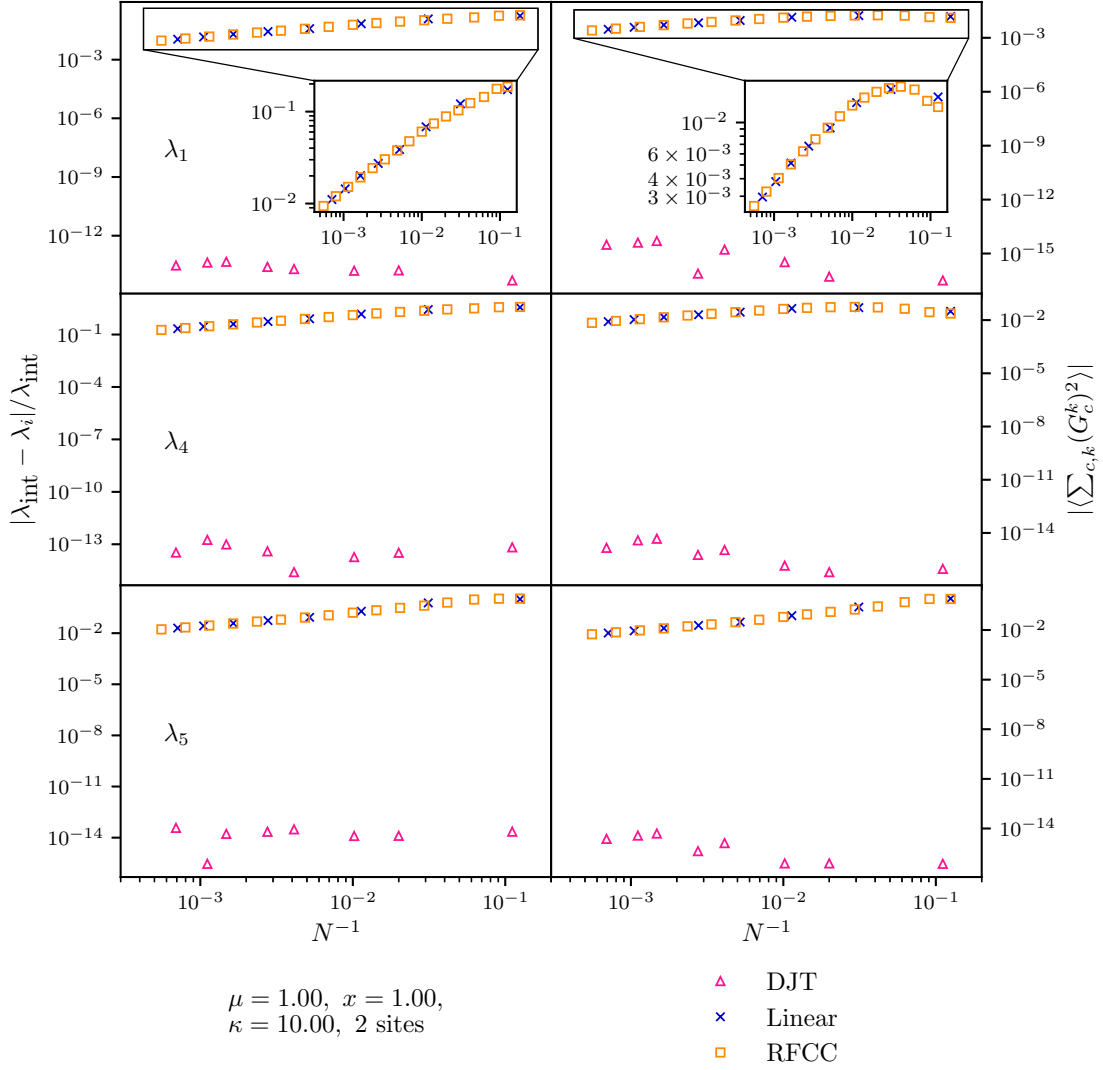 10⁻³
10⁻⁶
10⁻⁹
10⁻¹²
λ₁
10⁻¹
10⁻²
10⁻³ 10⁻² 10⁻¹
10⁻²
6 × 10⁻³
4 × 10⁻³
3 × 10⁻³
10⁻³ 10⁻² 10⁻¹
10⁻³
10⁻⁶
10⁻⁹
10⁻¹²
10⁻¹⁵
|λ_int − λ_i|/λ_int
10⁻¹
10⁻⁴
10⁻⁷
10⁻¹⁰
10⁻¹³
λ₄
10⁻²
10⁻⁵
10⁻⁸
10⁻¹¹
10⁻¹⁴
|⟨∑_{c,k}(G_c^k)²⟩|
10⁻²
10⁻⁵
10⁻⁸
10⁻¹¹
10⁻¹⁴
λ₅
10⁻²
10⁻⁵
10⁻⁸
10⁻¹¹
10⁻¹⁴
10⁻³ 10⁻² 10⁻¹
N⁻¹
10⁻³ 10⁻² 10⁻¹
N⁻¹
μ = 1.00, x = 1.00,
κ = 10.00, 2 sites
DJT
Linear
RFCC